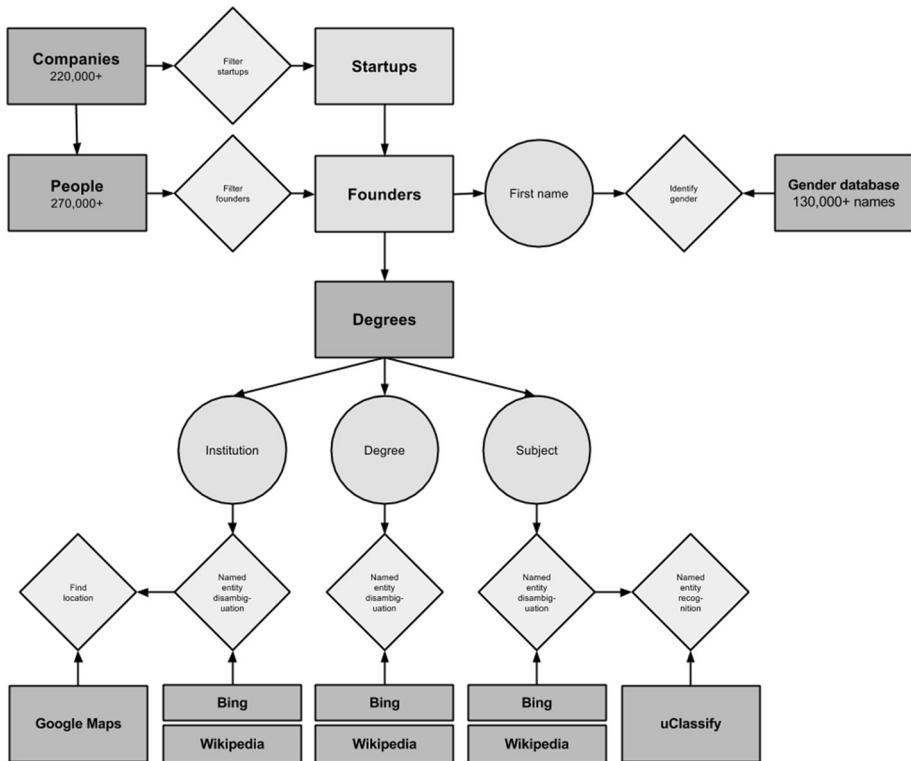 Companies
220,000+
Filter
startups
Startups
People
270,000+
Filter
founders
Founders
First name
Identify
gender
Gender database
130,000+ names
Degrees
Institution
Degree
Subject
Find
location
Named
entity
disambig-
uation
Named
entity
disambig-
uation
Named
entity
disambig-
uation
Named
entity
recog-
nition
Google Maps
Bing
Wikipedia
Bing
Wikipedia
Bing
Wikipedia
uClassify